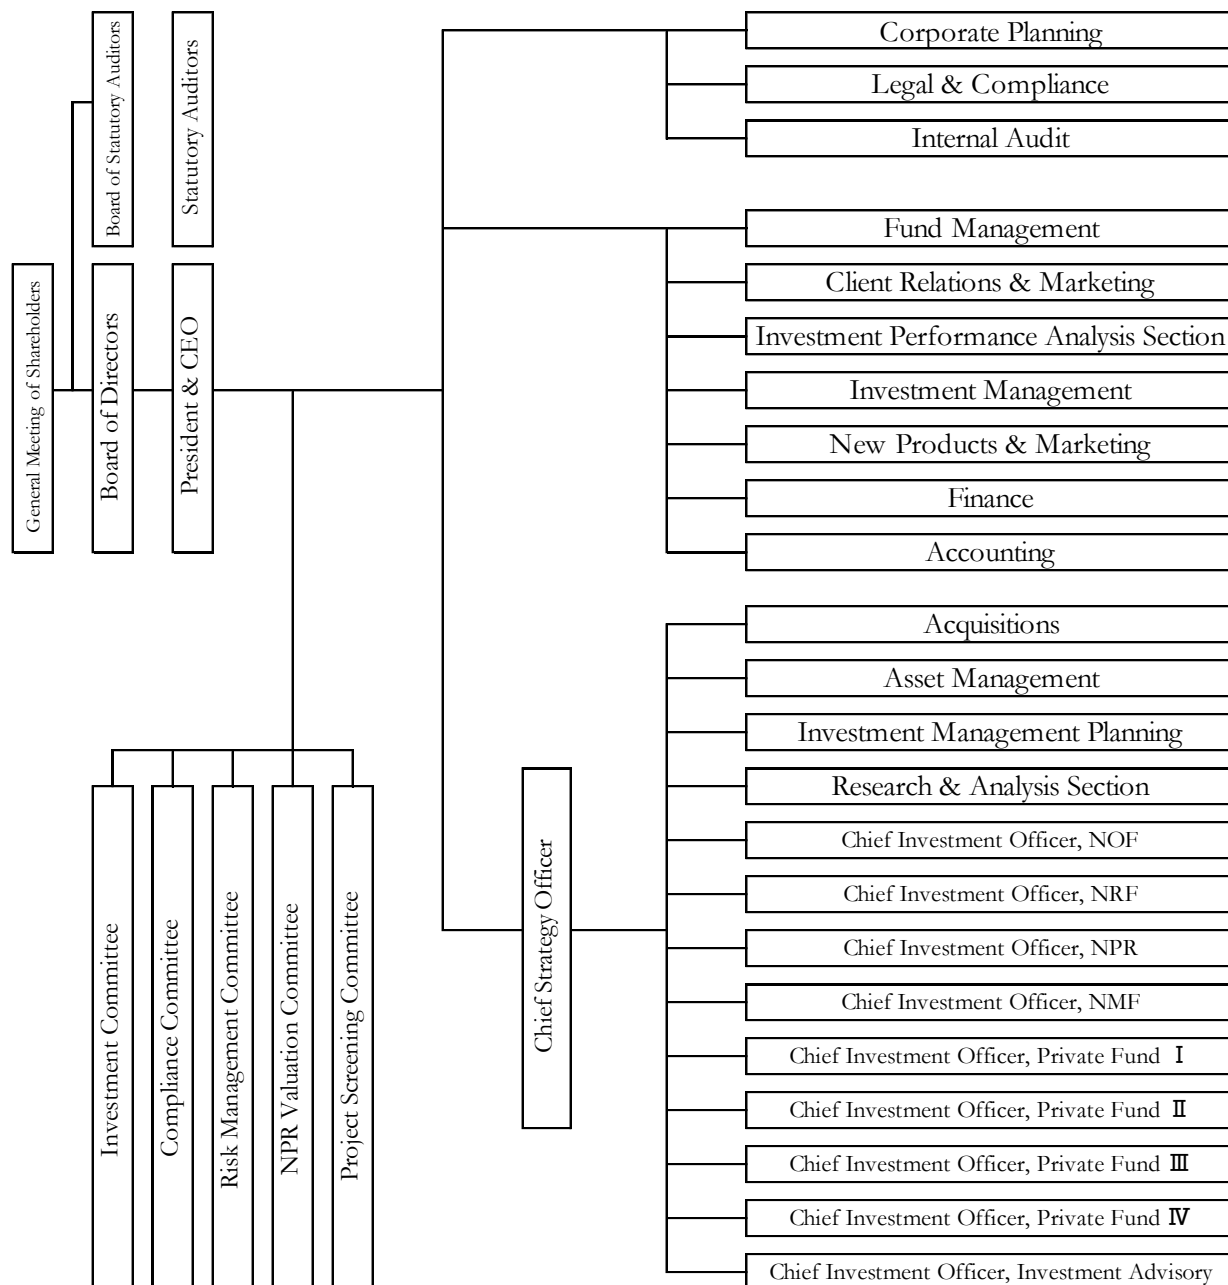 General Meeting of Shareholders
Board of Statutory Auditors
Statutory Auditors
Board of Directors
President & CEO
Investment Committee
Compliance Committee
Risk Management Committee
NPR Valuation Committee
Project Screening Committee
Chief Strategy Officer
Corporate Planning
Legal & Compliance
Internal Audit
Fund Management
Client Relations & Marketing
Investment Performance Analysis Section
Investment Management
New Products & Marketing
Finance
Accounting
Acquisitions
Asset Management
Investment Management Planning
Research & Analysis Section
Chief Investment Officer, NOF
Chief Investment Officer, NRF
Chief Investment Officer, NPR
Chief Investment Officer, NMF
Chief Investment Officer, Private Fund Ⅰ
Chief Investment Officer, Private Fund Ⅱ
Chief Investment Officer, Private Fund Ⅲ
Chief Investment Officer, Private Fund Ⅳ
Chief Investment Officer, Investment Advisory